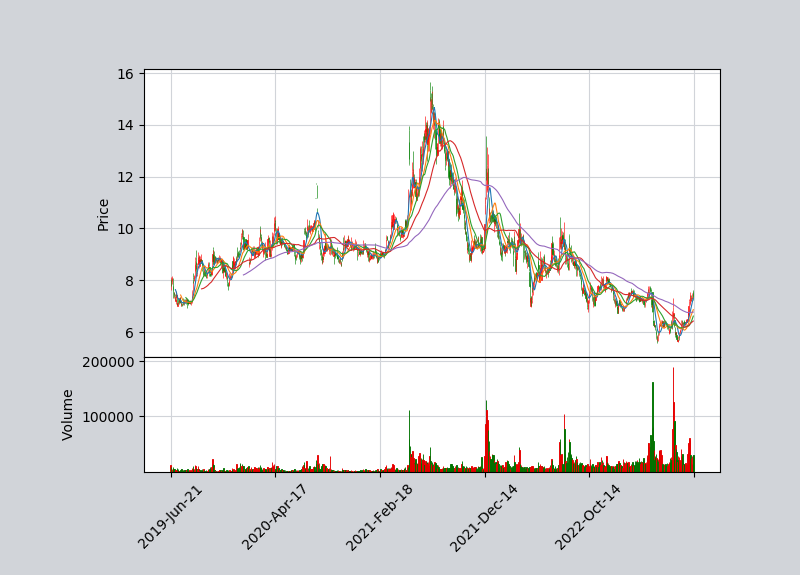 16
14
12
10
8
6
Price
200000
100000
Volume
2019-Jun-21
2020-Apr-17
2021-Feb-18
2021-Dec-14
2022-Oct-14